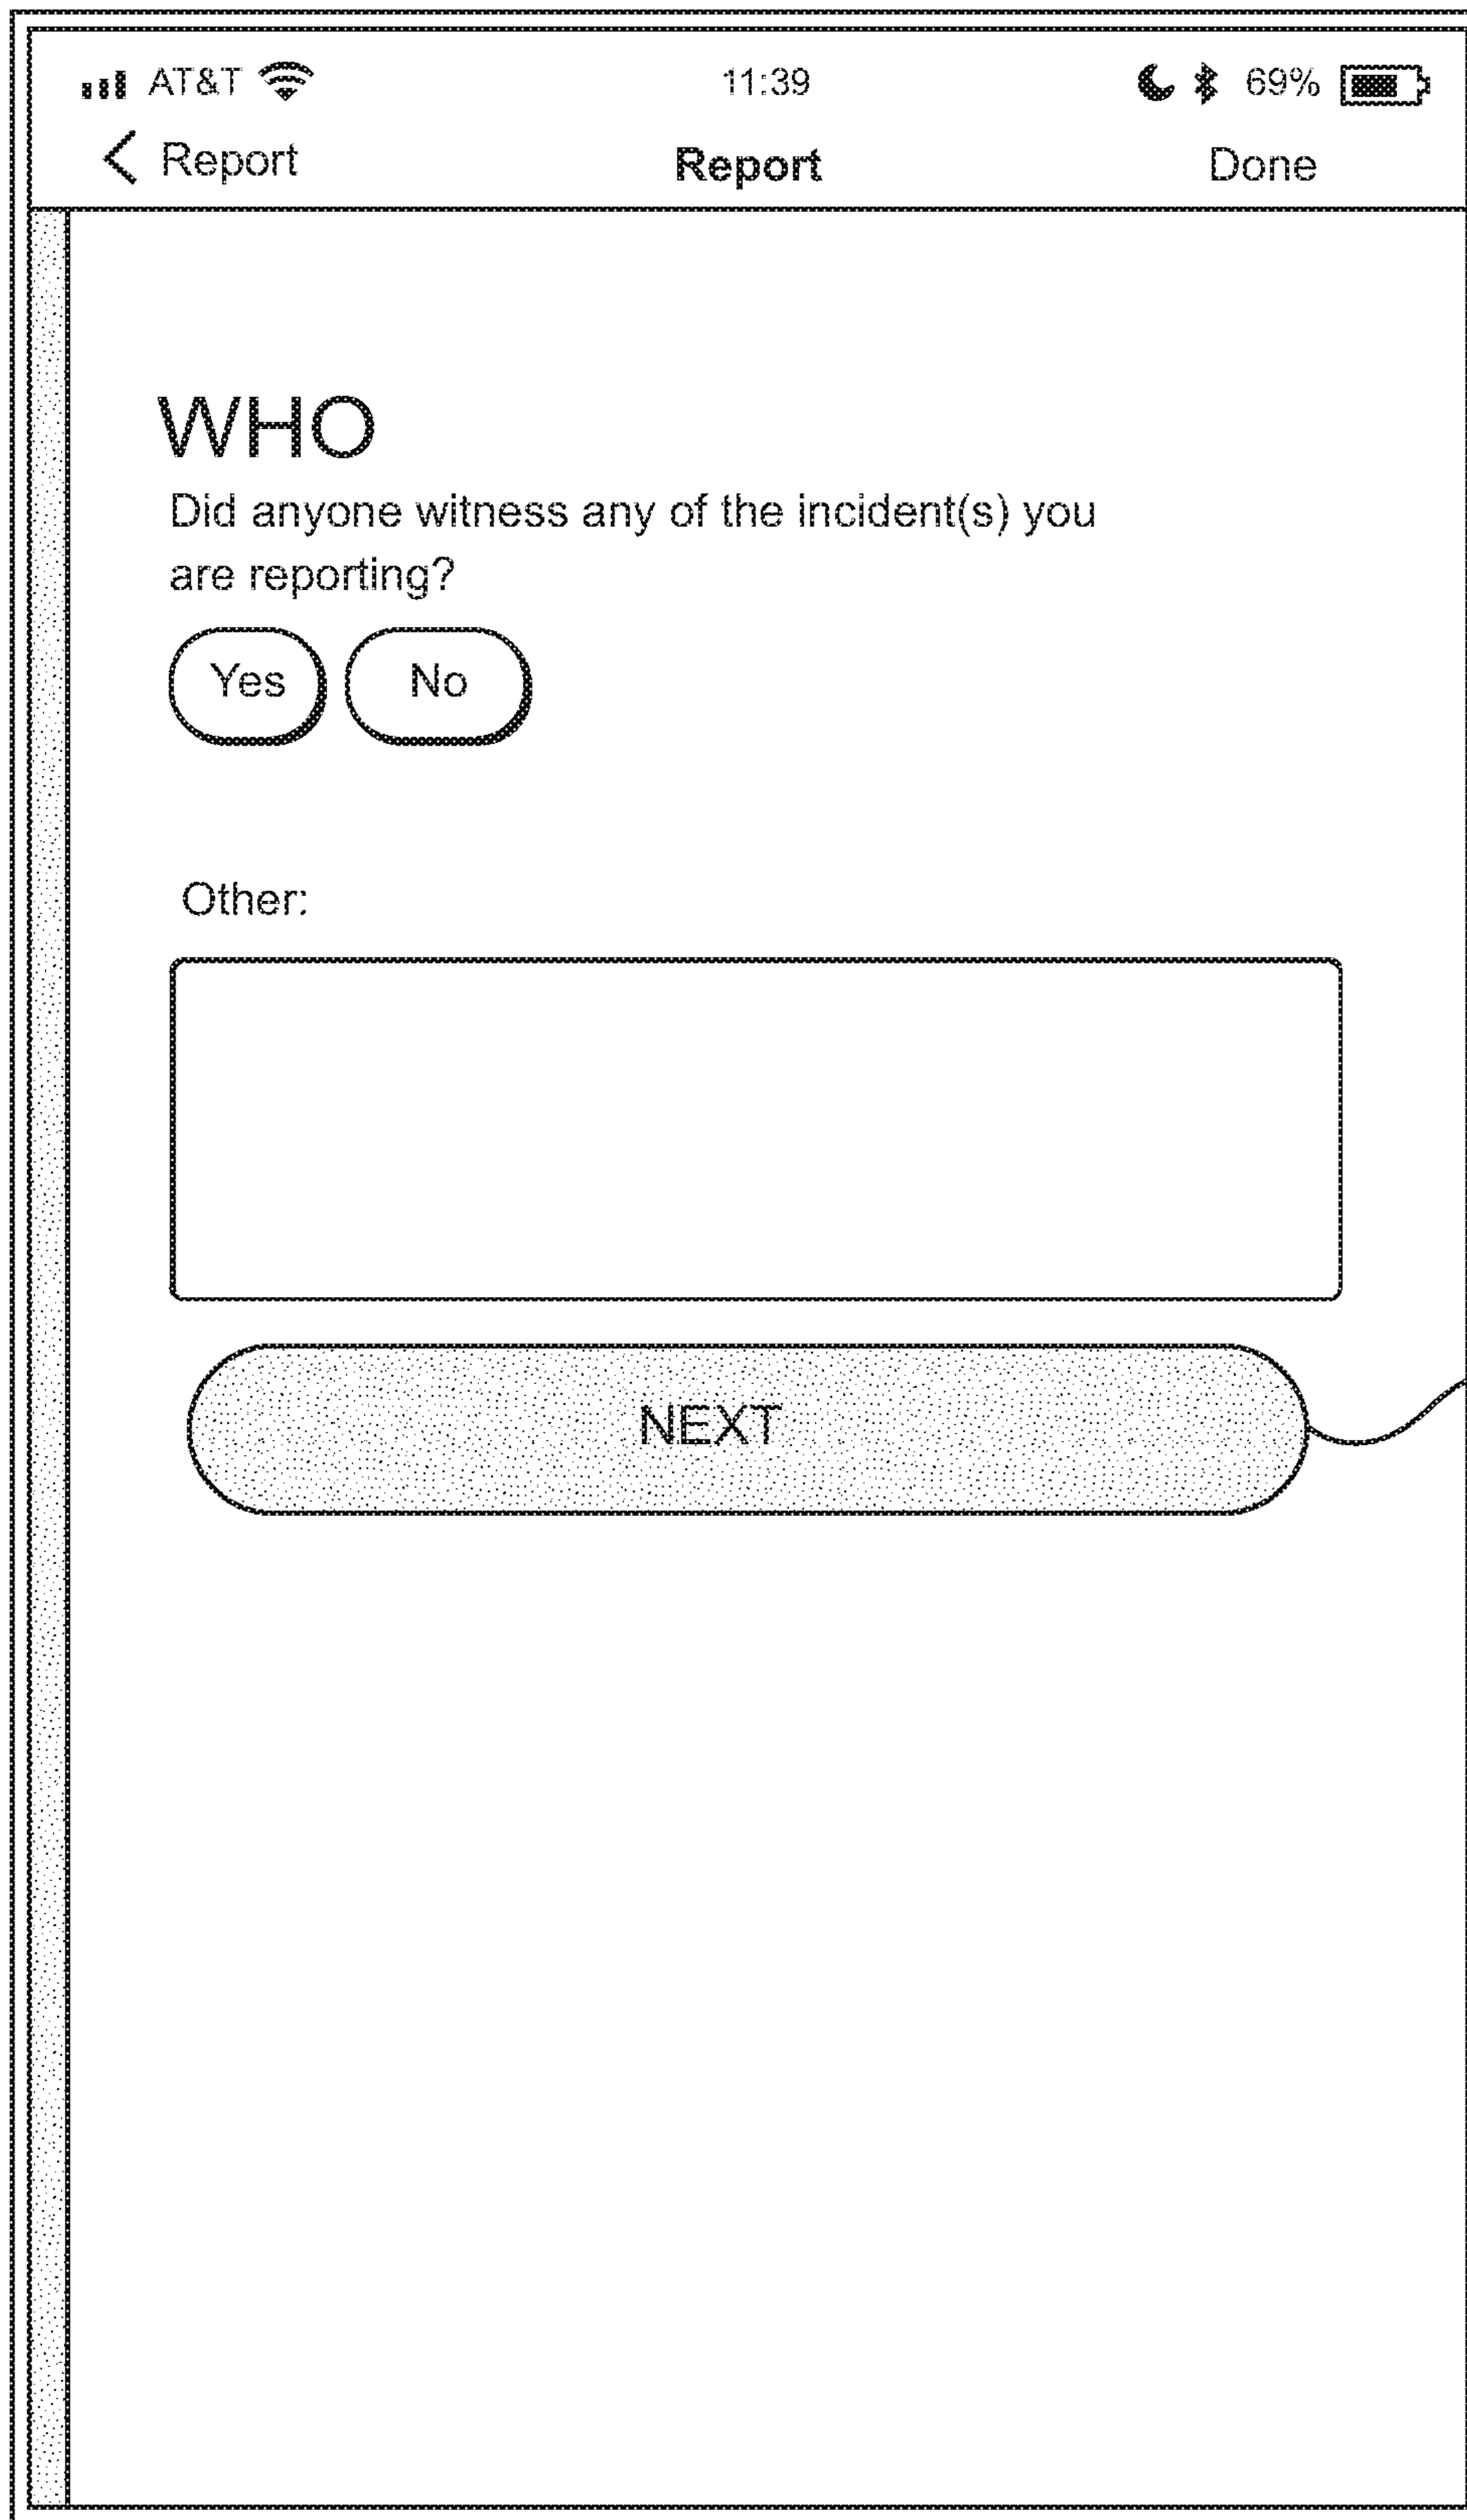 AT&T 11:39 69%
Report Report Done
WHO
Did anyone witness any of the incident(s) you
are reporting?
Yes No
Other:
NEXT